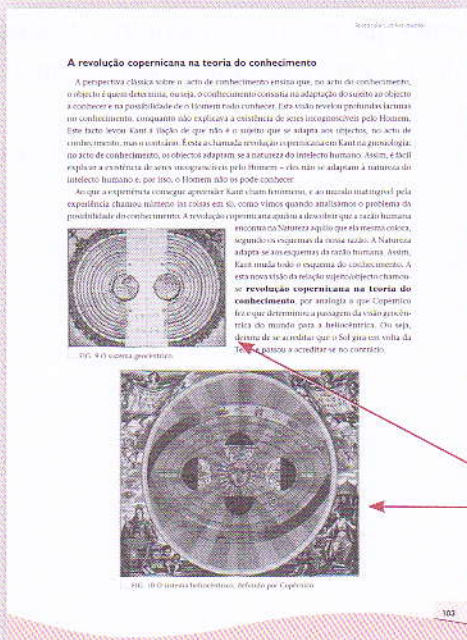 A revolução copernicana na teoria do conhecimento
A perspectiva clássica sobre o acto de conhecimento ensina que, no acto do conhecimento,
o objecto é quem determina, ou seja, o conhecimento consistia na adaptação do sujeito ao objecto
a conhecer e na possibilidade de o Homem tudo conhecer. Esta visão revelou profundas lacunas
no conhecimento, conquanto não explicava a existência de seres incognoscíveis pelo Homem.
Este facto levou Kant à ilação de que não é o sujeito que se adapta aos objectos, no acto de
conhecimento, mas o contrário. É esta a chamada revolução copernicana em Kant na gnosiologia:
no acto de conhecimento, os objectos adaptam-se à natureza do intelecto humano. Assim, é fácil
explicar a existência de seres incognoscíveis pelo Homem – eles não se adaptam à natureza do
intelecto humano e, por isso, o Homem não os pode conhecer.
Ao que a experiência consegue apreender Kant cham fenómeno, e ao mundo inatingível pela
experiência chamou númeno (as coisas em si), como vimos quando analisamos o problema da
possibilidade do conhecimento. A revolução copernicana ajudou a descobrir que a razão humana
encontra na Natureza aquilo que ela mesma coloca,
segundo os esquemas da nossa razão. A Natureza
adapta-se aos esquemas da razão humana. Assim,
Kant muda todo o esquema do conhecimento. A
esta nova visão da relação sujeito/objecto chamou-
se revolução copernicana na teoria do
conhecimento, por analogia o que Copérnico
fez e que determinou a passagem da visão geocên-
trica do mundo para a heliocêntrica. Ou seja,
deixou de se acreditar que o Sol gira em volta da
Terra e passou a acreditar-se no contrário.
FIG. 9 O sistema geocêntrico.
FIG. 10 O sistema heliocêntrico, definido por Copérnico.
103